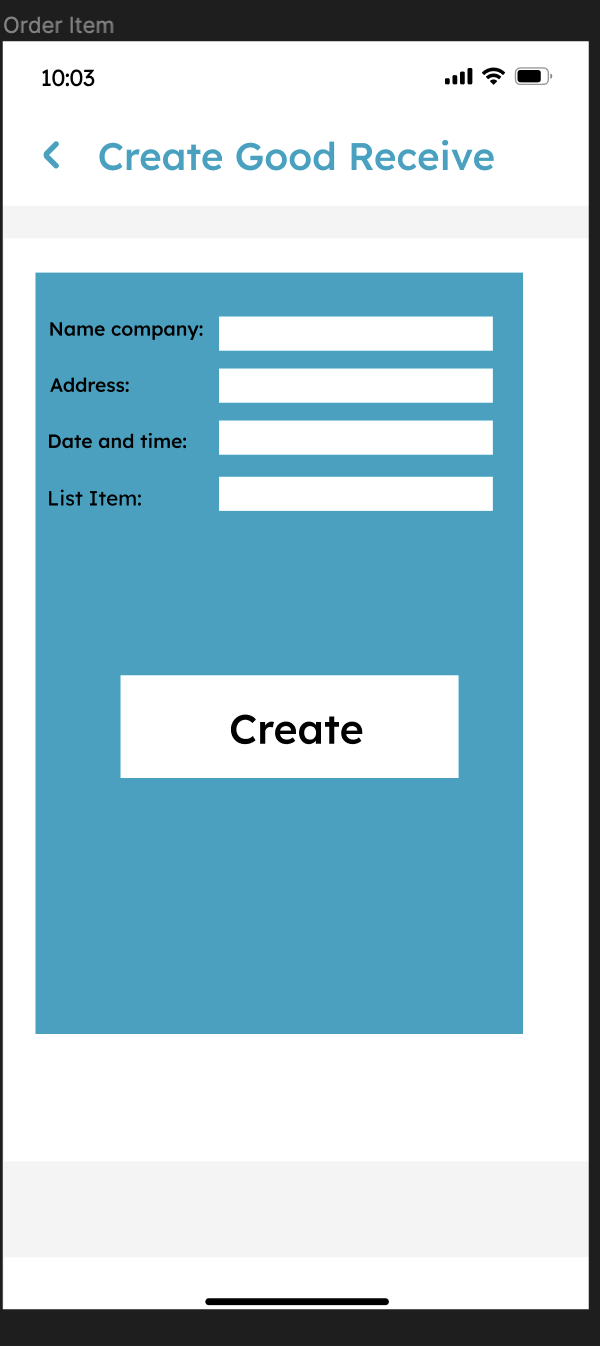 Order Item
10:03
Create Good Receive
Name company:
Address:
Date and time:
List Item:
Create